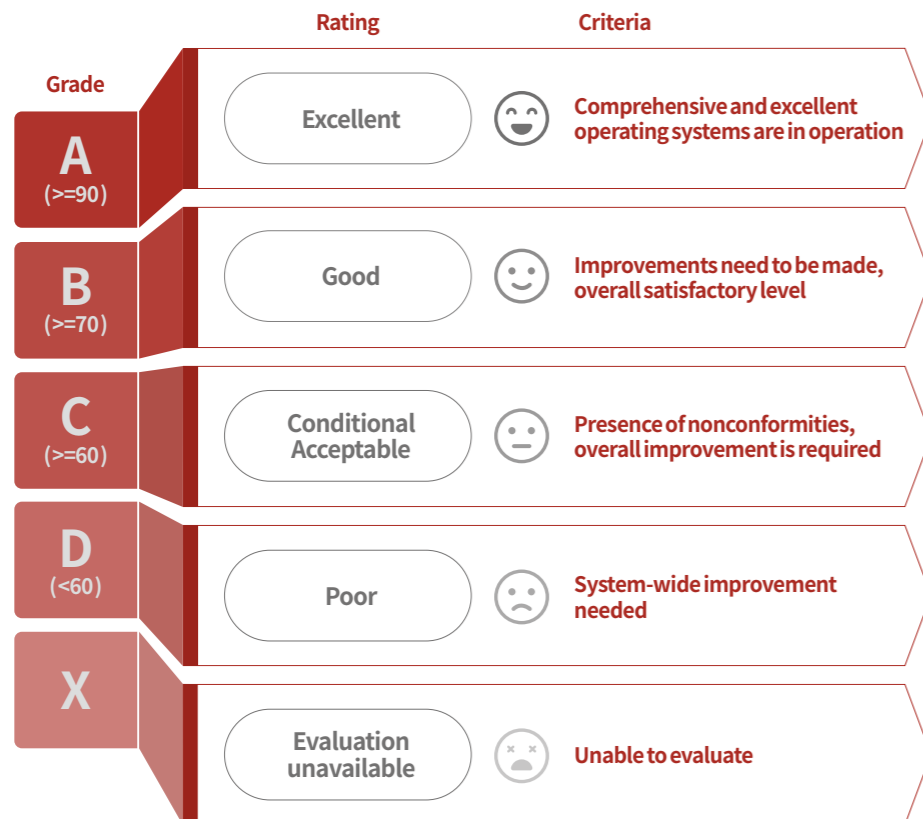 Rating
Criteria
Grade
A
(>=90)
Excellent
Comprehensive and excellent
operating systems are in operation
B
(>=70)
Good
Improvements need to be made,
overall satisfactory level
C
(>=60)
Conditional
Acceptable
Presence of nonconformities,
overall improvement is required
D
(<60)
Poor
System-wide improvement
needed
X
Evaluation
unavailable
Unable to evaluate